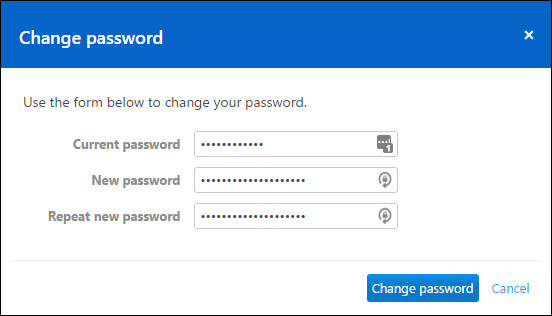 Change password ×
Use the form below to change your password.
Current password •••••••••••• 1
New password ••••••••••••••••••••
Repeat new password ••••••••••••••••••••
Change password Cancel